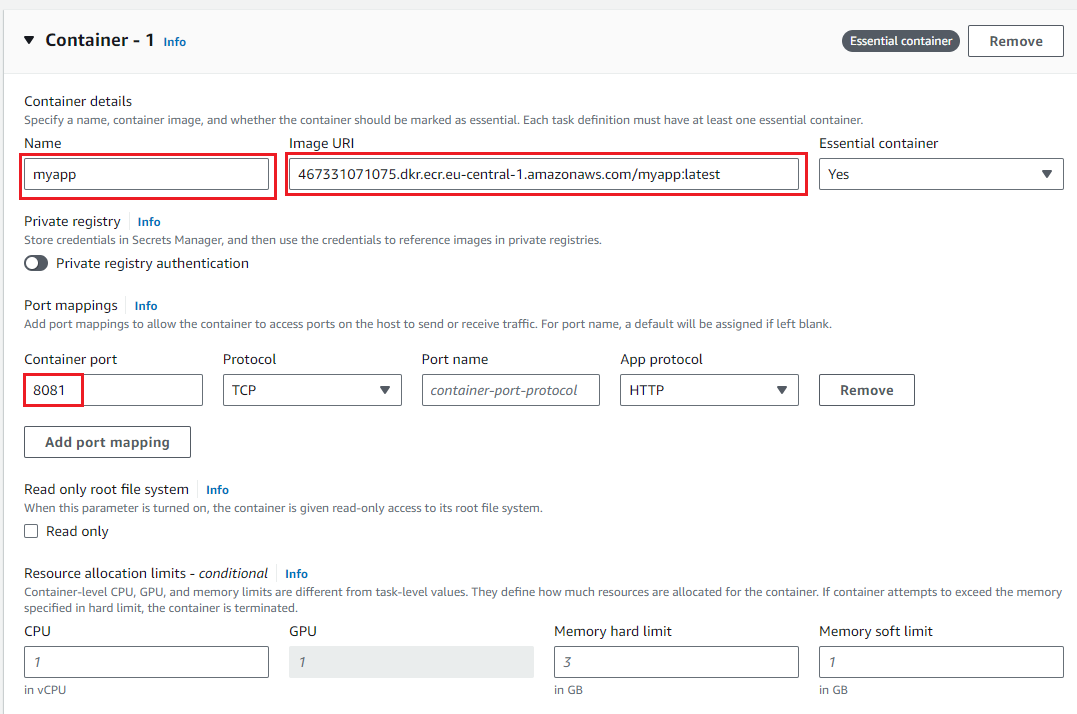 Container - 1 Info Essential container Remove
Container details
Specify a name, container image, and whether the container should be marked as essential. Each task definition must have at least one essential container.
Name Image URI Essential container
myapp 467331071075.dkr.ecr.eu-central-1.amazonaws.com/myapp:latest Yes
Private registry Info
Store credentials in Secrets Manager, and then use the credentials to reference images in private registries.
Private registry authentication
Port mappings Info
Add port mappings to allow the container to access ports on the host to send or receive traffic. For port name, a default will be assigned if left blank.
Container port Protocol Port name App protocol
8081 TCP container-port-protocol HTTP Remove
Add port mapping
Read only root file system Info
When this parameter is turned on, the container is given read-only access to its root file system.
Read only
Resource allocation limits - conditional Info
Container-level CPU, GPU, and memory limits are different from task-level values. They define how much resources are allocated for the container. If container attempts to exceed the memory
specified in hard limit, the container is terminated.
CPU GPU Memory hard limit Memory soft limit
1 1 3 1
in vCPU in GB in GB